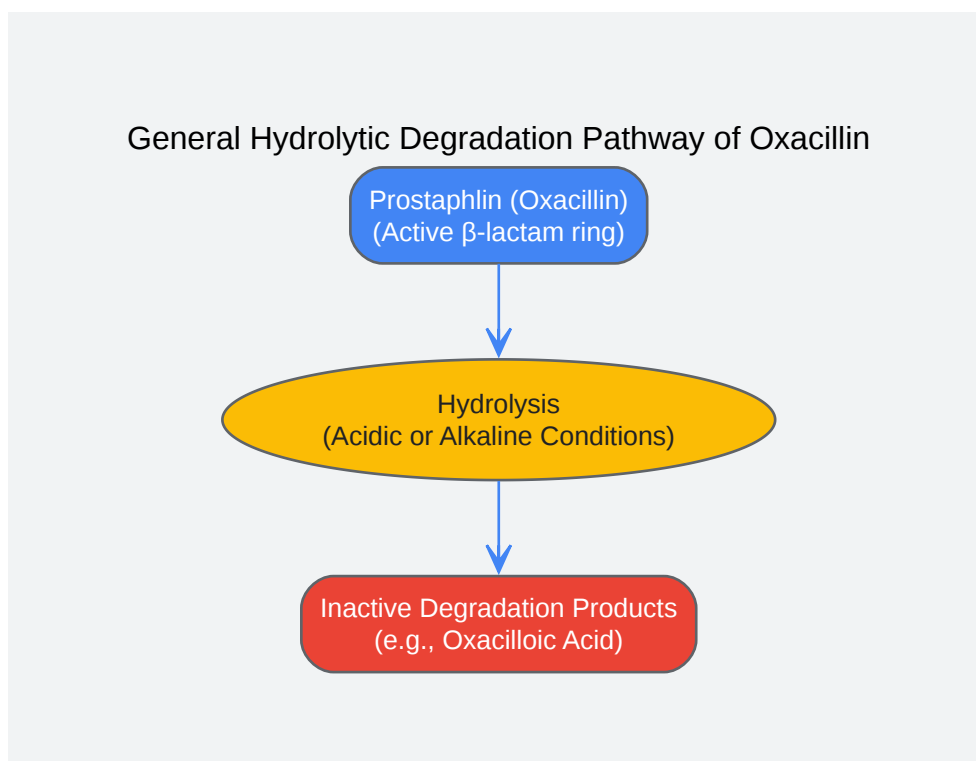 General Hydrolytic Degradation Pathway of Oxacillin
Prostaphlin (Oxacillin)
(Active β-lactam ring)
Hydrolysis
(Acidic or Alkaline Conditions)
Inactive Degradation Products
(e.g., Oxacilloic Acid)